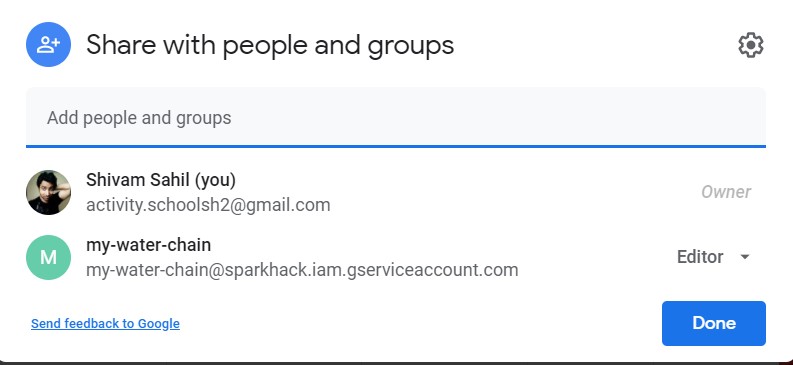 Share with people and groups
Add people and groups
Shivam Sahil (you)
activity.schoolsh2@gmail.com
Owner
M
my-water-chain
my-water-chain@sparkhack.iam.gserviceaccount.com
Editor
Send feedback to Google
Done